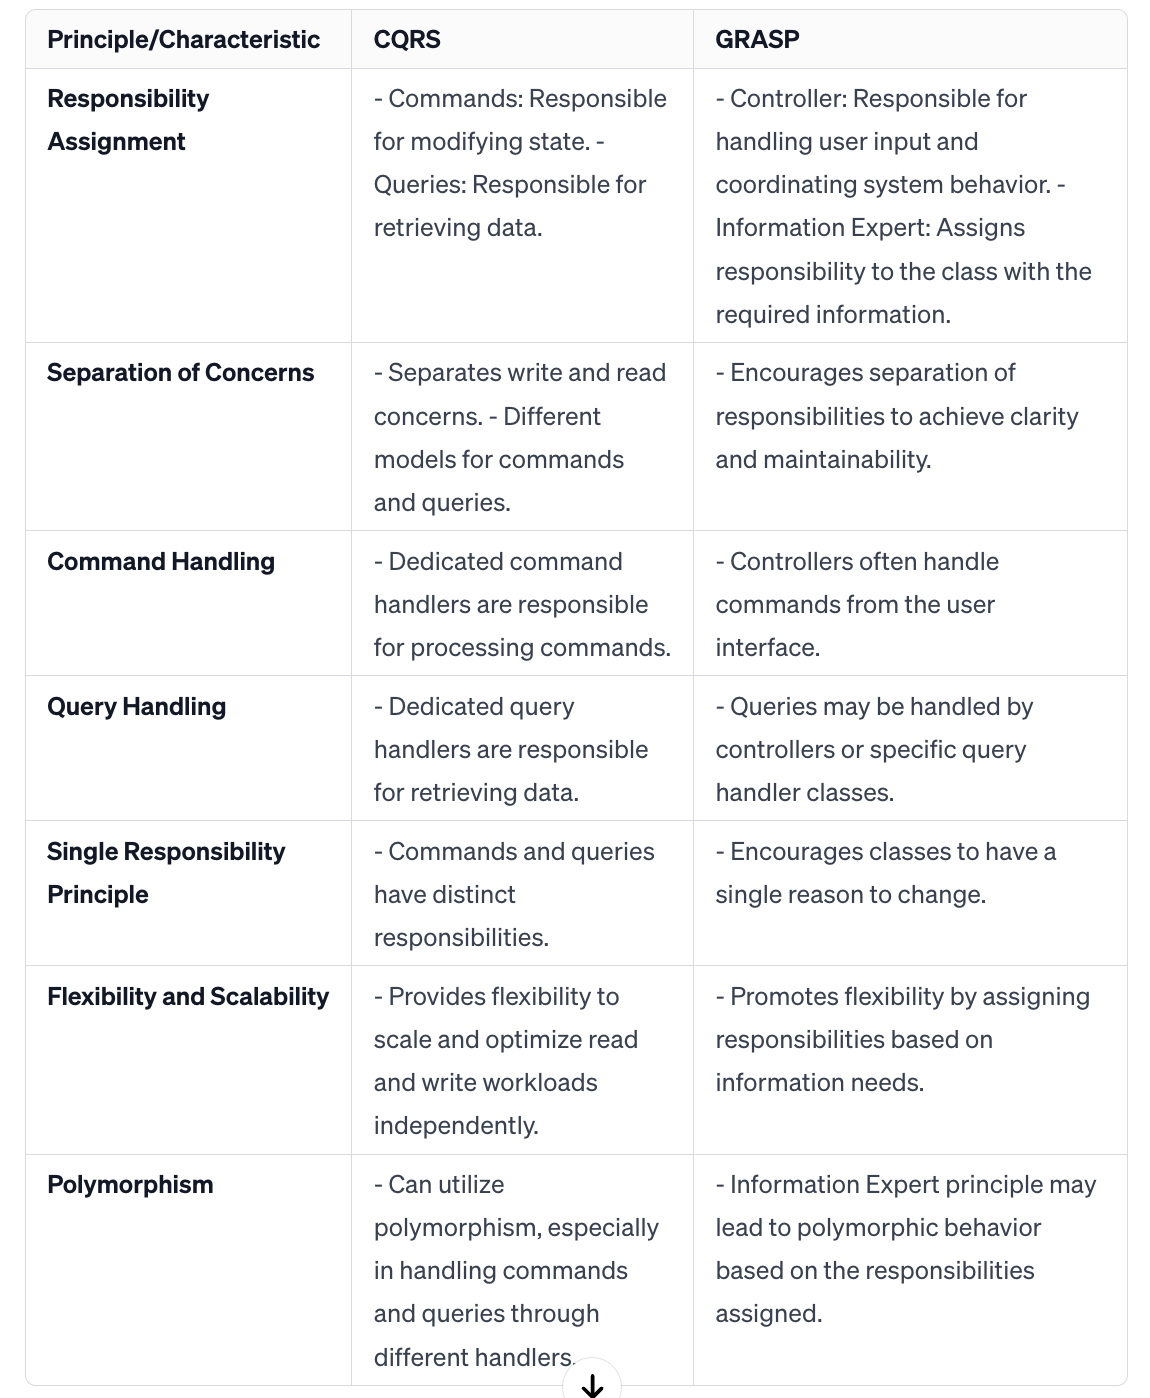 Principle/Characteristic CQRS GRASP
Responsibility
Assignment
- Commands: Responsible
for modifying state. -
Queries: Responsible for
retrieving data.
- Controller: Responsible for
handling user input and
coordinating system behavior. -
Information Expert: Assigns
responsibility to the class with the
required information.
Separation of Concerns
- Separates write and read
concerns. - Different
models for commands
and queries.
- Encourages separation of
responsibilities to achieve clarity
and maintainability.
Command Handling
- Dedicated command
handlers are responsible
for processing commands.
- Controllers often handle
commands from the user
interface.
Query Handling
- Dedicated query
handlers are responsible
for retrieving data.
- Queries may be handled by
controllers or specific query
handler classes.
Single Responsibility
Principle
- Commands and queries
have distinct
responsibilities.
- Encourages classes to have a
single reason to change.
Flexibility and Scalability
- Provides flexibility to
scale and optimize read
and write workloads
independently.
- Promotes flexibility by assigning
responsibilities based on
information needs.
Polymorphism
- Can utilize
polymorphism, especially
in handling commands
and queries through
different handlers.
- Information Expert principle may
lead to polymorphic behavior
based on the responsibilities
assigned.